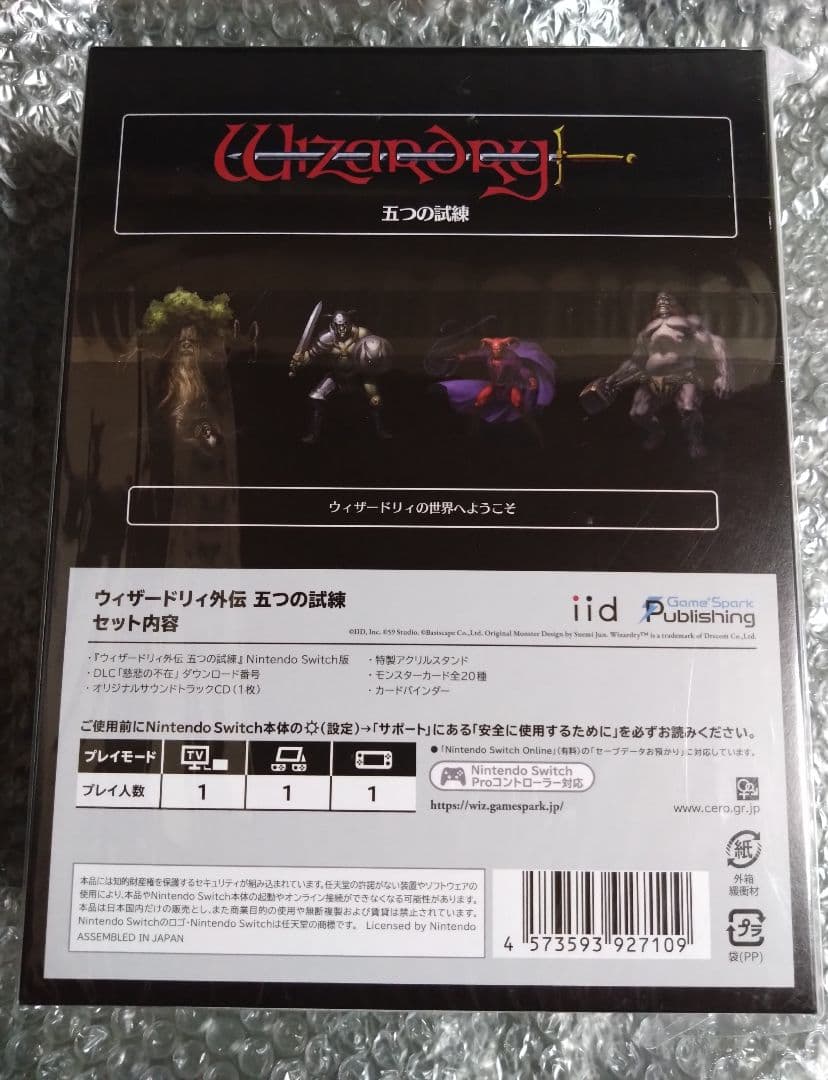 Wizardry
五つの試練
ウィザードリィの世界へようこそ
ウィザードリィ外伝 五つの試練
セット内容
iid
Game*Spark
Publishing
©IID, Inc. ©59 Studio. ©Basiscape Co.,Ltd. Original Monster Design by Suemi Jun. Wizardry™ is a trademark of Drecom Co.,Ltd.
・『ウィザードリィ外伝 五つの試練』 Nintendo Switch版
・DLC「慈悲の不在」ダウンロード番号
・オリジナルサウンドトラックCD(1枚)
・特製アクリルスタンド
・モンスターカード全20種
・カードバインダー
ご使用前にNintendo Switch本体の(設定)→「サポート」にある「安全に使用するために」を必ずお読みください。
プレイモード TV
プレイ人数 1 1 1
●「Nintendo Switch Online」(有料)の「セーブデータお預かり」に対応しています。
Nintendo Switch
Proコントローラー対応
https://wiz.gamespark.jp/
www.cero.gr.jp
本品には知的財産権を保護するセキュリティが組み込まれています。任天堂の許諾がない装置やソフトウェアの
使用により、本品やNintendo Switch本体の起動やオンライン接続ができなくなる可能性があります。
本品は日本国内だけの販売とし、また商業目的の使用や無断複製および賃貸は禁止されています。
Nintendo Switchのロゴ・Nintendo Switchは任天堂の商標です。 Licensed by Nintendo
ASSEMBLED IN JAPAN
4 573593 927109
紙
外箱
緩衝材
プラ
袋(PP)